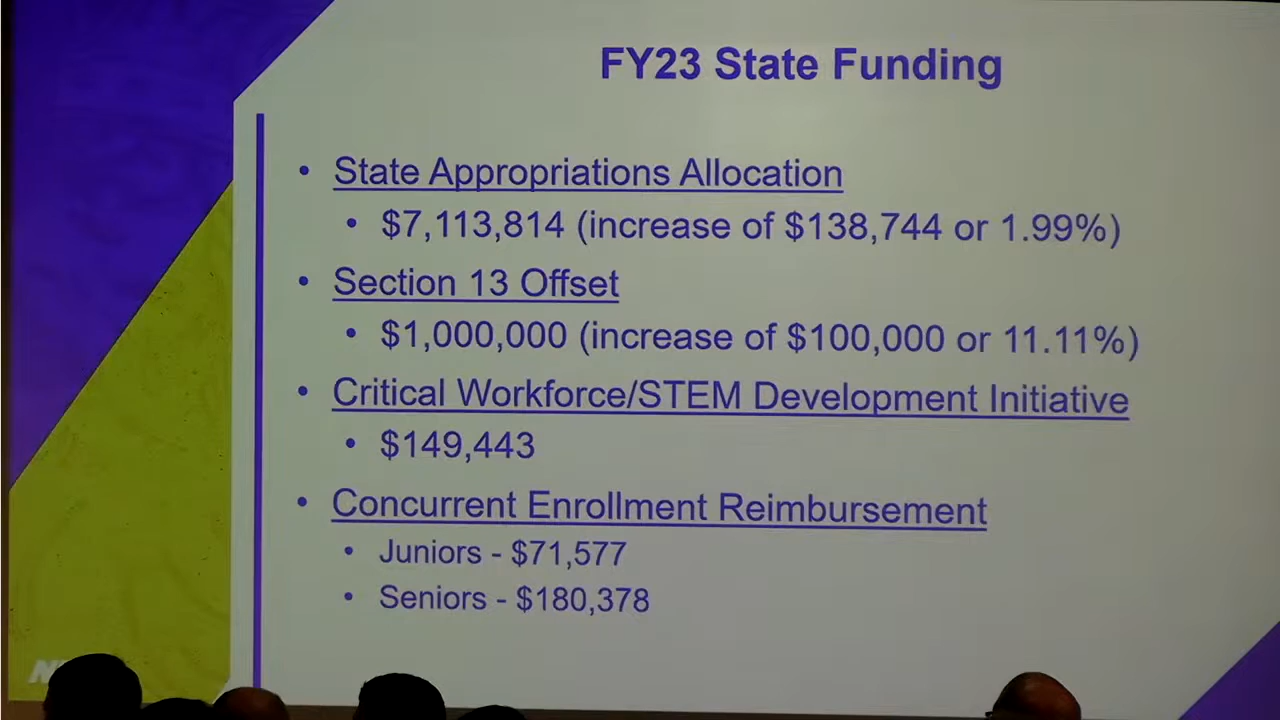 FY23 State Funding
• State Appropriations Allocation
• $7,113,814 (increase of $138,744 or 1.99%)
• Section 13 Offset
• $1,000,000 (increase of $100,000 or 11.11%)
• Critical Workforce/STEM Development Initiative
• $149,443
• Concurrent Enrollment Reimbursement
• Juniors - $71,577
• Seniors - $180,378